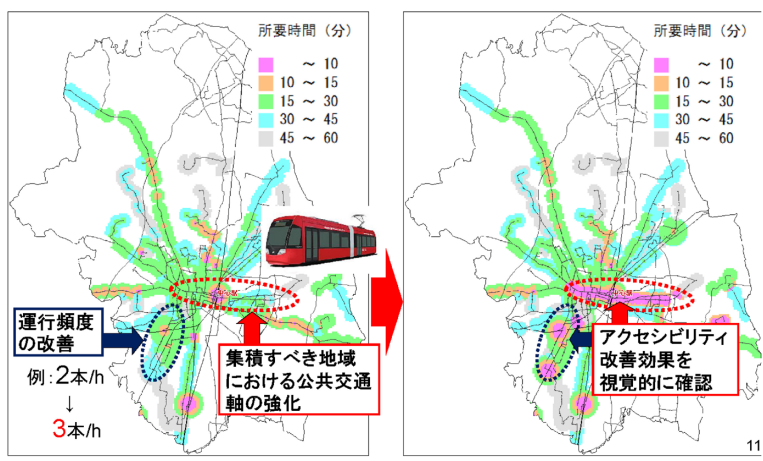 所要時間（分）
～ 10
10 ～ 15
15 ～ 30
30 ～ 45
45 ～ 60
運行頻度
の改善
例：2本/h
↓
3本/h
集積すべき地域
における公共交通
軸の強化
所要時間（分）
～ 10
10 ～ 15
15 ～ 30
30 ～ 45
45 ～ 60
アクセシビリティ
改善効果を
視覚的に確認
11